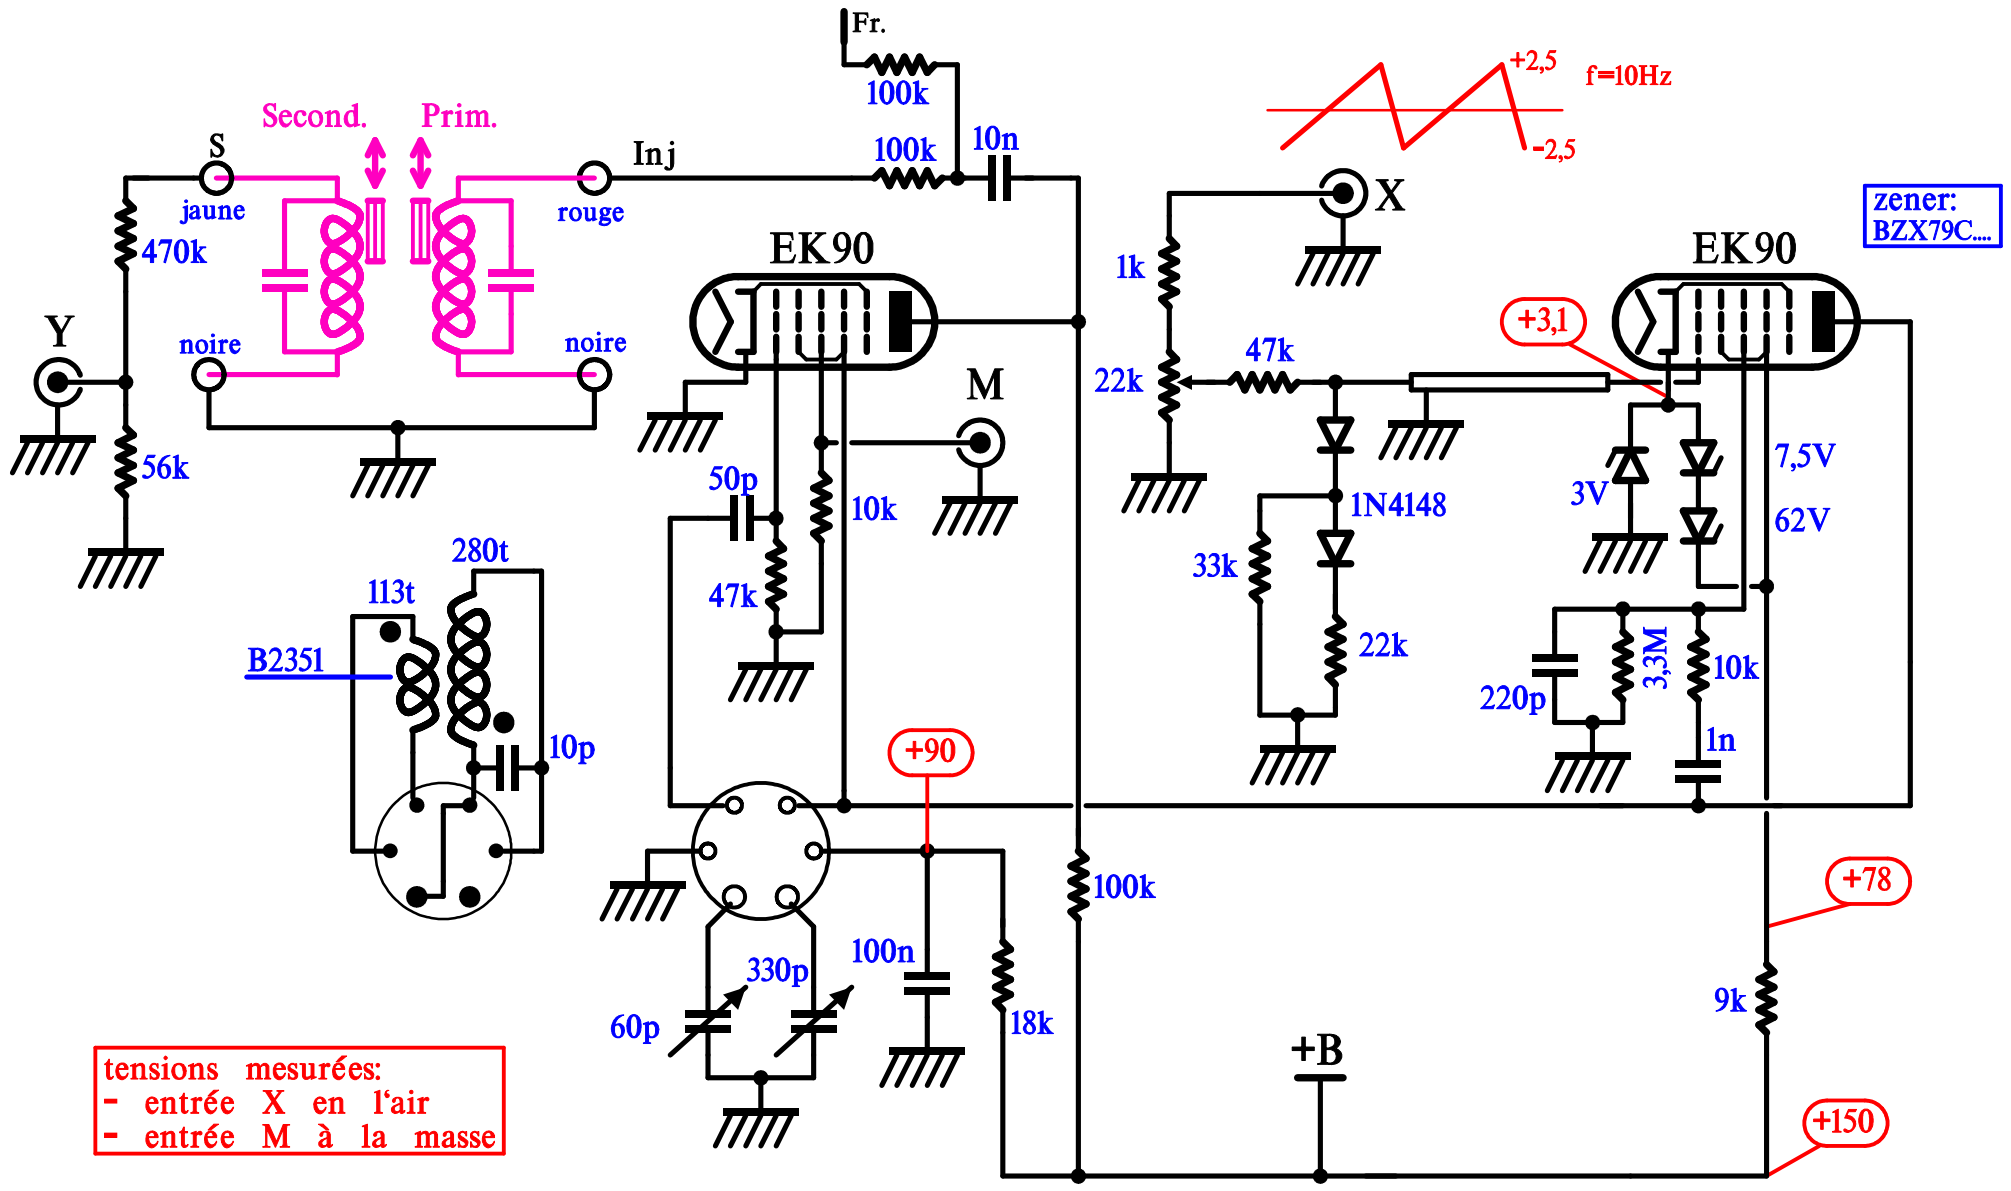 Fr.
100k
Second.
Prim.
S
jaune
470k
rouge
Inj
100k
10n
+2,5
f=10Hz
-2,5
X
zener:
BZX79C....
EK90
1k
EK90
+3,1
Y
noire
noire
M
22k
47k
56k
50p
10k
1N4148
7,5V
3V
62V
280t
113t
47k
33k
22k
B2351
3,3M
10k
220p
10p
+90
1n
100k
+78
100n
330p
60p
18k
9k
+B
tensions mesurées:
- entrée X en l'air
- entrée M à la masse
+150